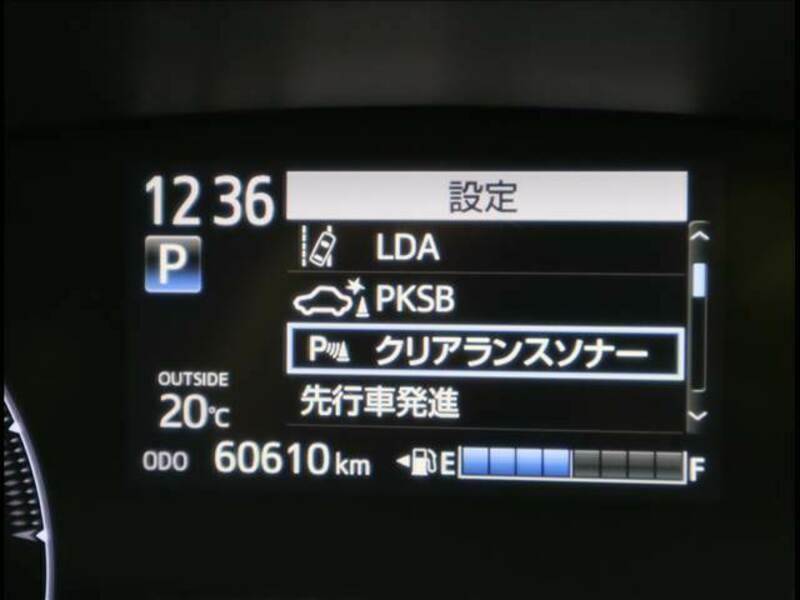 12 36
設定
P
LDA
PKSB
P クリアランスソナー
先行車発進
OUTSIDE
20℃
ODO 60610 km
E F